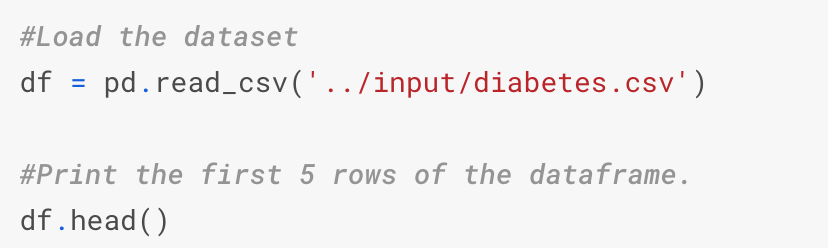 #Load the dataset
df = pd.read_csv('../input/diabetes.csv')
#Print the first 5 rows of the dataframe.
df.head()